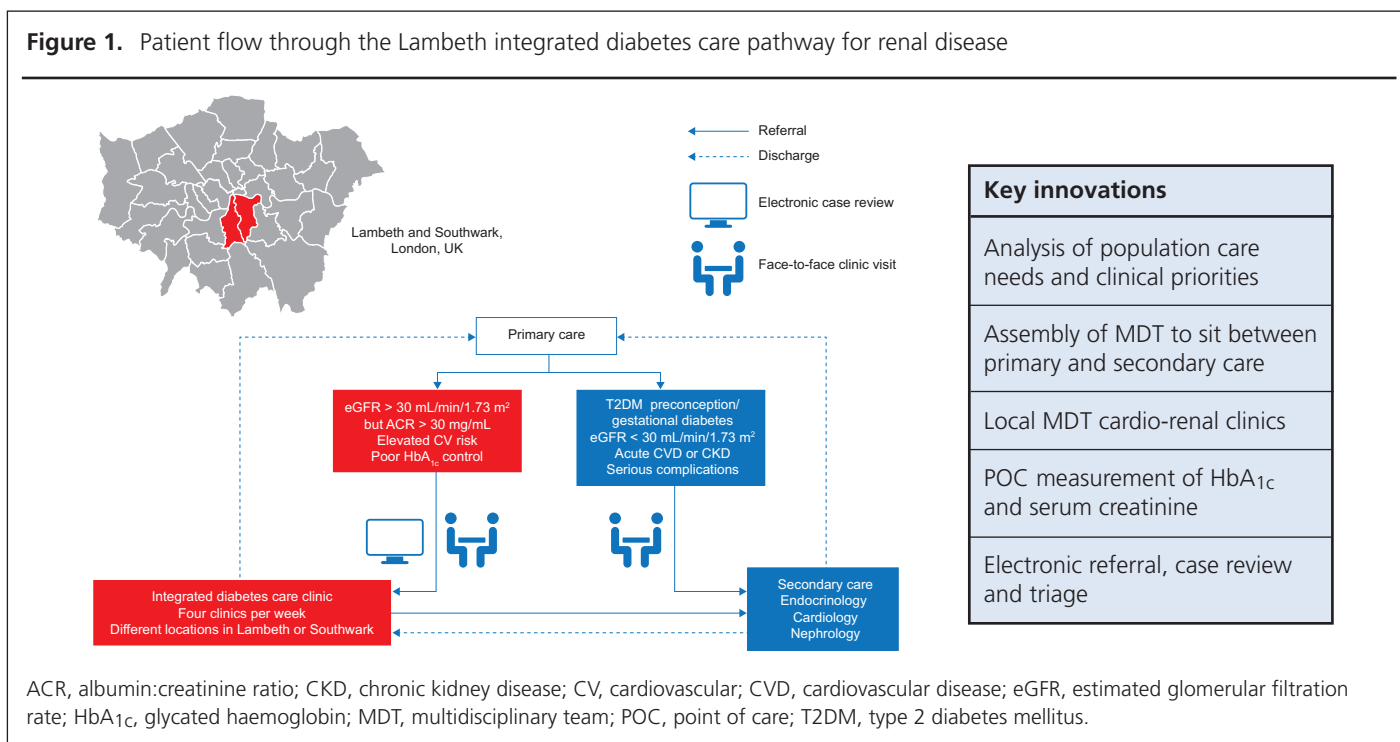 Figure 1. Patient flow through the Lambeth integrated diabetes care pathway for renal disease
Lambeth and Southwark,
London, UK
Referral
Discharge
Electronic case review
Face-to-face clinic visit
Primary care
eGFR > 30 mL/min/1.73 m²
but ACR > 30 mg/mL
Elevated CV risk
Poor HbA1c control
T2DM preconception/
gestational diabetes
eGFR < 30 mL/min/1.73 m²
Acute CVD or CKD
Serious complications
Integrated diabetes care clinic
Four clinics per week
Different locations in Lambeth or Southwark
Secondary care
Endocrinology
Cardiology
Nephrology
Key innovations
Analysis of population care
needs and clinical priorities
Assembly of MDT to sit between
primary and secondary care
Local MDT cardio-renal clinics
POC measurement of HbA1c
and serum creatinine
Electronic referral, case review
and triage
ACR, albumin:creatinine ratio; CKD, chronic kidney disease; CV, cardiovascular; CVD, cardiovascular disease; eGFR, estimated glomerular filtration
rate; HbA1c, glycated haemoglobin; MDT, multidisciplinary team; POC, point of care; T2DM, type 2 diabetes mellitus.